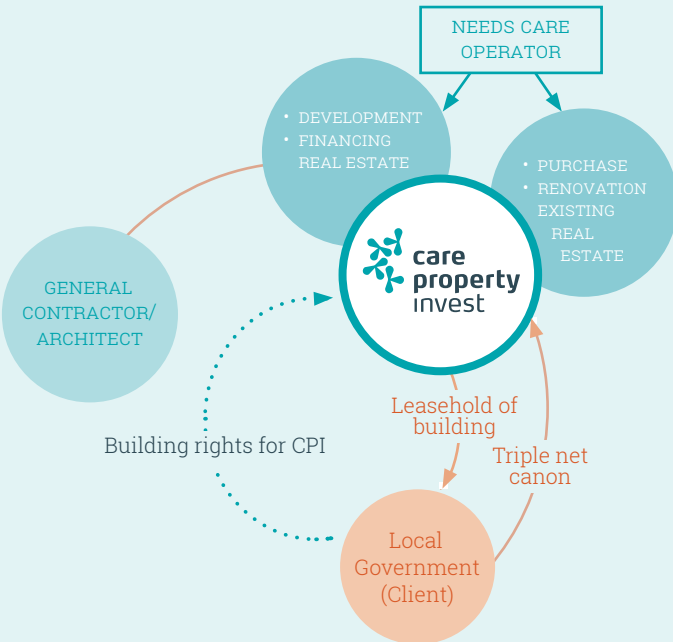 NEEDS CARE
OPERATOR
• DEVELOPMENT
• FINANCING
REAL ESTATE
• PURCHASE
• RENOVATION
EXISTING
REAL
ESTATE
care
property
invest
GENERAL
CONTRACTOR/
ARCHITECT
Leasehold of
building
Building rights for CPI
Triple net
canon
Local
Government
(Client)